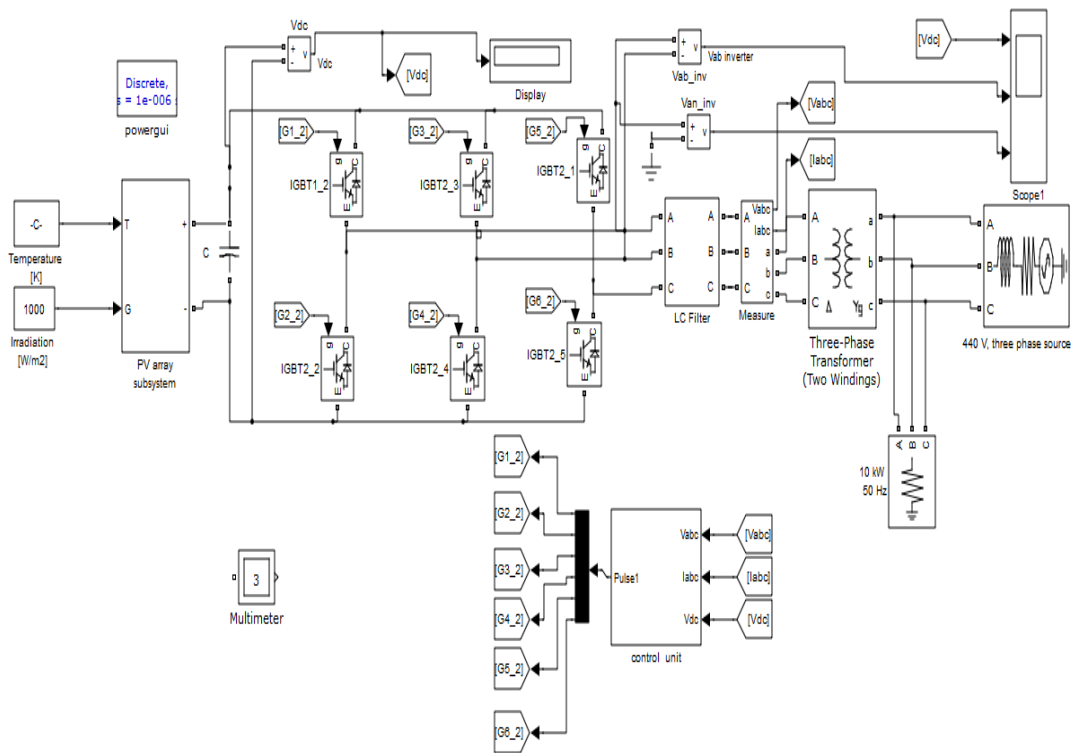 Vdc
+
-
v
Vdc
[Vdc]
Display
Discrete,
s = 1e-006 s
powergui
+
-
v
Vab inverter
Vab_inv
Van_inv
+
-
v
[Vdc]
Scope1
[Vabc]
[Iabc]
[G1_2]
[G3_2]
[G5_2]
g
C
E
IGBT1_2
g
C
E
IGBT2_3
g
C
E
IGBT2_1
-C-
Temperature
[K]
1000
Irradiation
[W/m2]
T
G
+
-
PV array
subsystem
C
A
B
C
A
B
C
LC Filter
A
B
C
Vabc
Iabc
a
b
c
Measure
A
B
C
a
b
c
Δ
Yg
Three-Phase
Transformer
(Two Windings)
A
B
C
440 V, three phase source
[G2_2]
[G4_2]
[G6_2]
g
C
E
IGBT2_2
g
C
E
IGBT2_4
g
C
E
IGBT2_5
A
B
C
10 kW
50 Hz
[G1_2]
[G2_2]
[G3_2]
[G4_2]
[G5_2]
[G6_2]
Pulse1
Vabc
Iabc
Vdc
control unit
[Vabc]
[Iabc]
[Vdc]
3
Multimeter